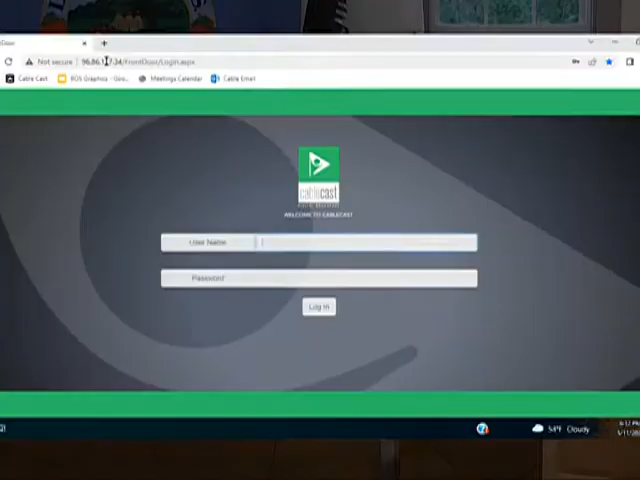 Not secure
/FrontDoor/Login.aspx
Cable Cast
BOS Graphics - Goo...
Meetings Calendar
Cable Email
cablecast
WELCOME TO CABLECAST
User Name
Password
Log In
54°F Cloudy